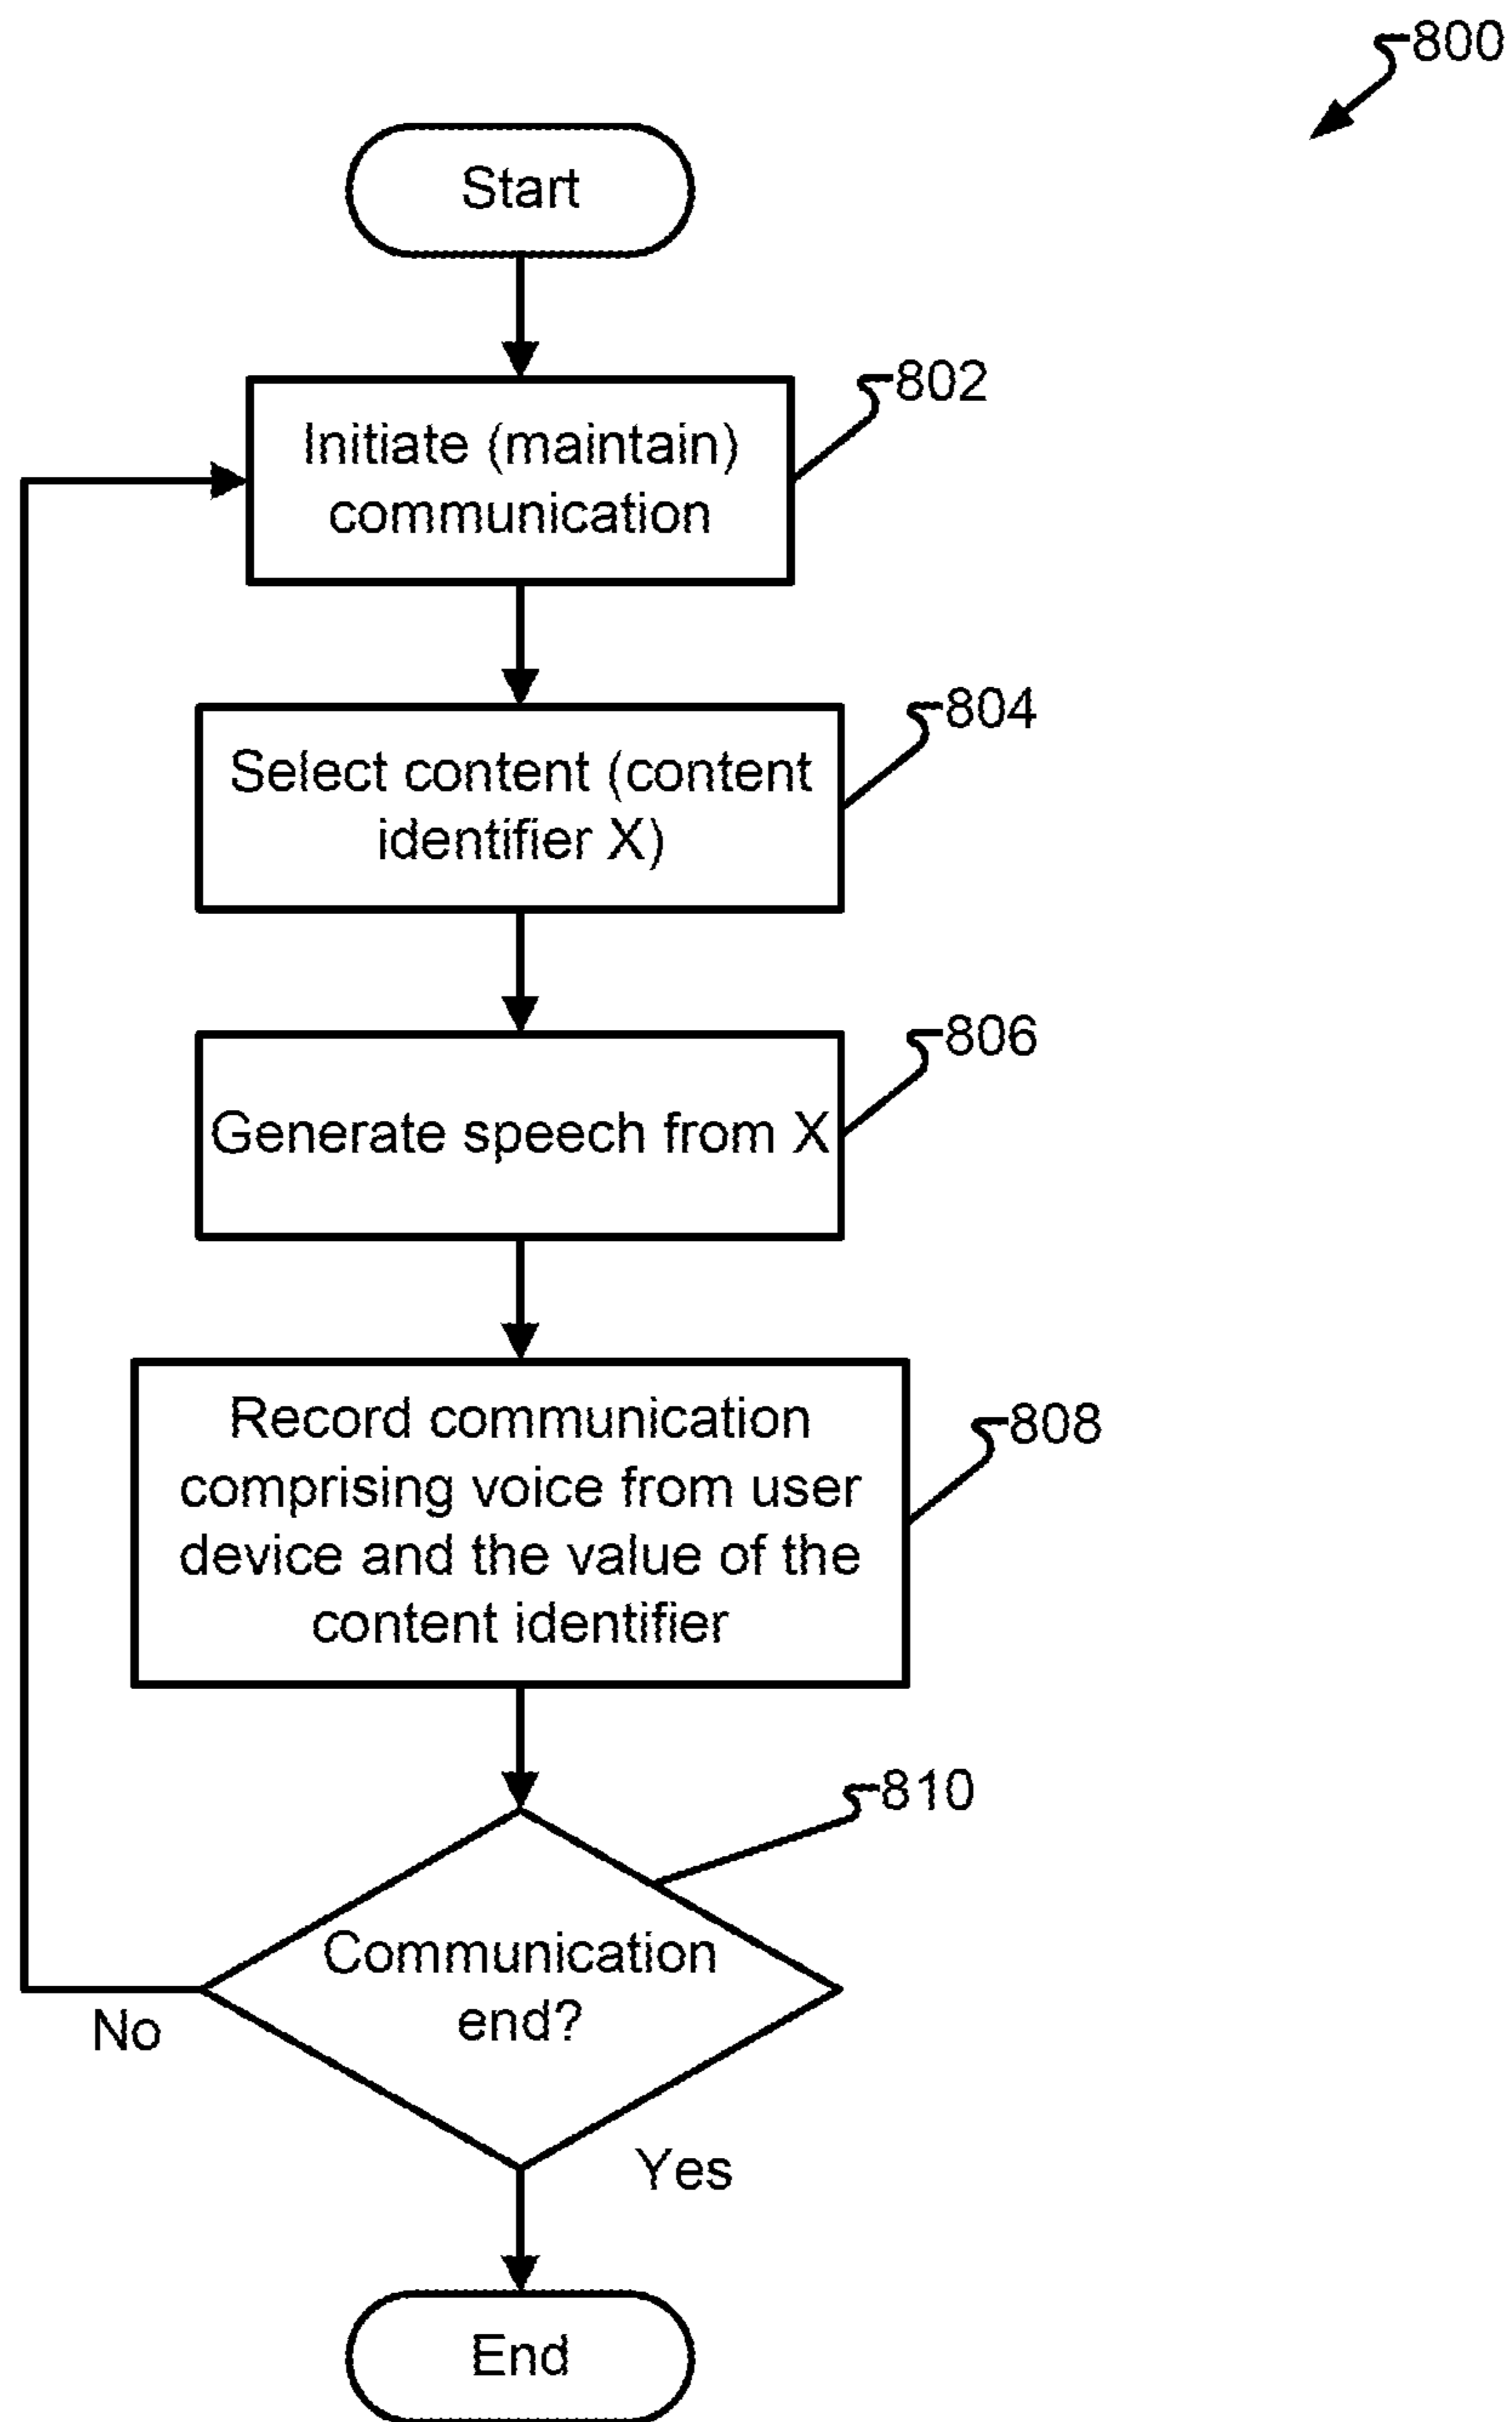 800
Start
802
Initiate (maintain)
communication
804
Select content (content
identifier X)
806
Generate speech from X
808
Record communication
comprising voice from user
device and the value of the
content identifier
810
Communication
end?
No
Yes
End